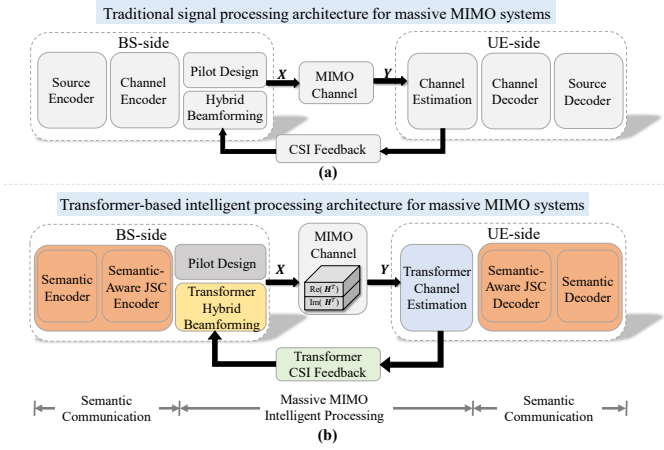 Traditional signal processing architecture for massive MIMO systems
BS-side
UE-side
Source
Encoder
Channel
Encoder
Pilot Design
Hybrid
Beamforming
X
MIMO
Channel
Y
Channel
Estimation
Channel
Decoder
Source
Decoder
CSI Feedback
(a)
Transformer-based intelligent processing architecture for massive MIMO systems
BS-side
UE-side
Semantic
Encoder
Semantic-
Aware JSC
Encoder
Pilot Design
Transformer
Hybrid
Beamforming
X
MIMO
Channel
Re(Hᵀ)
Im(Hᵀ)
Y
Transformer
Channel
Estimation
Semantic-
Aware JSC
Decoder
Semantic
Decoder
Transformer
CSI Feedback
Semantic
Communication
Massive MIMO
Intelligent Processing
Semantic
Communication
(b)